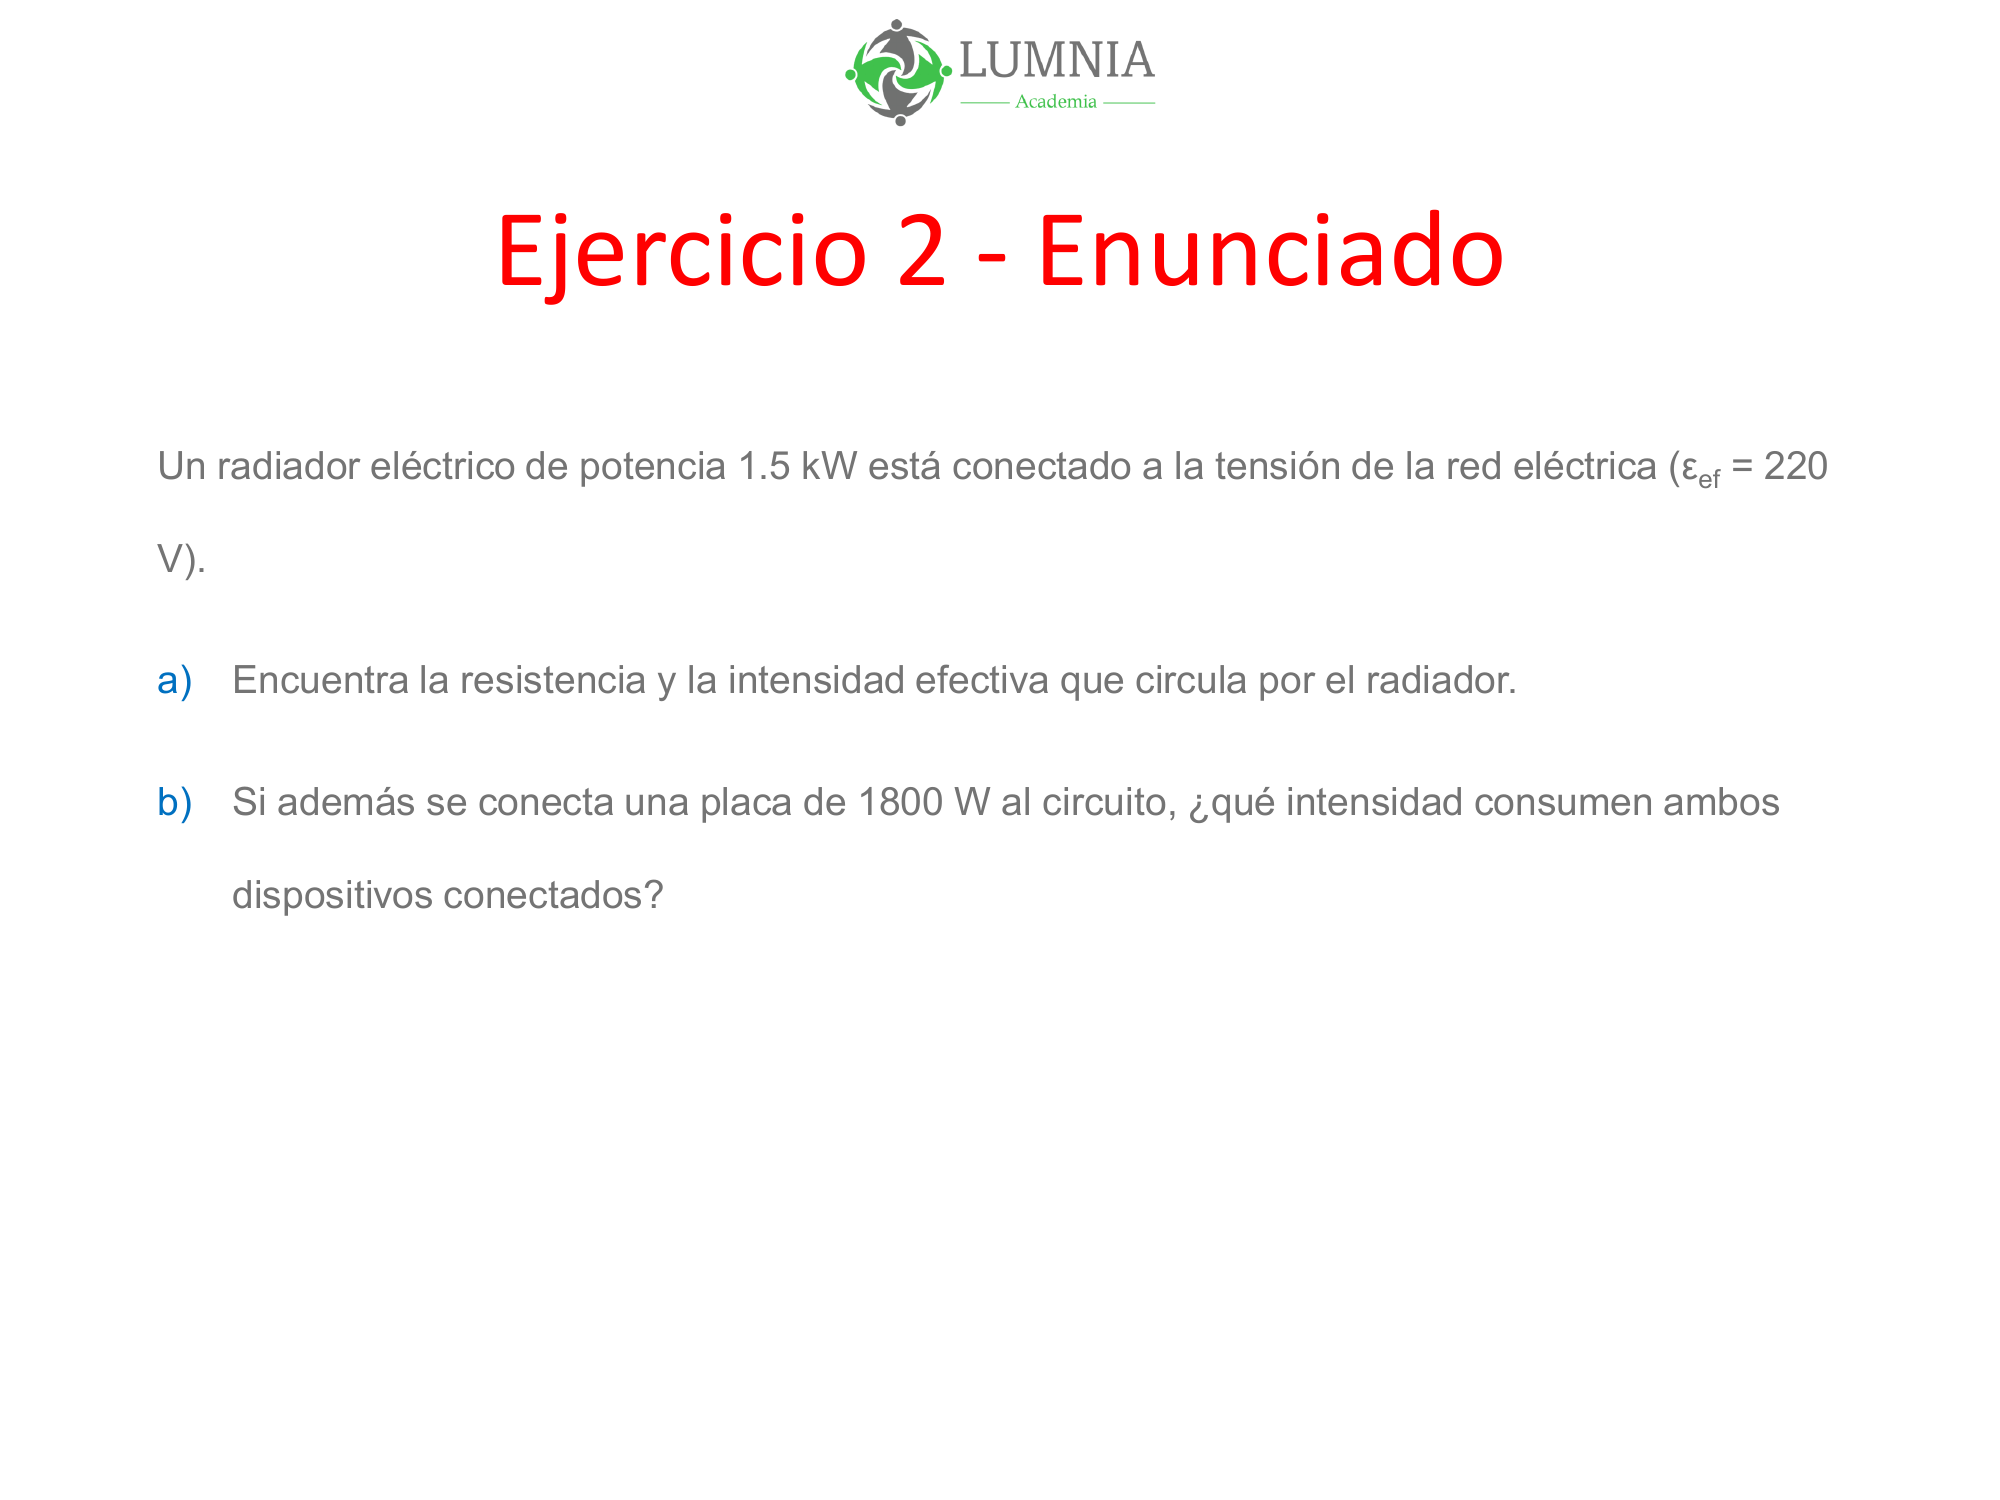 LUMNIA
Academia
Ejercicio 2 - Enunciado
Un radiador eléctrico de potencia 1.5 kW está conectado a la tensión de la red eléctrica (εef = 220
V).
a) Encuentra la resistencia y la intensidad efectiva que circula por el radiador.
b) Si además se conecta una placa de 1800 W al circuito, ¿qué intensidad consumen ambos
dispositivos conectados?